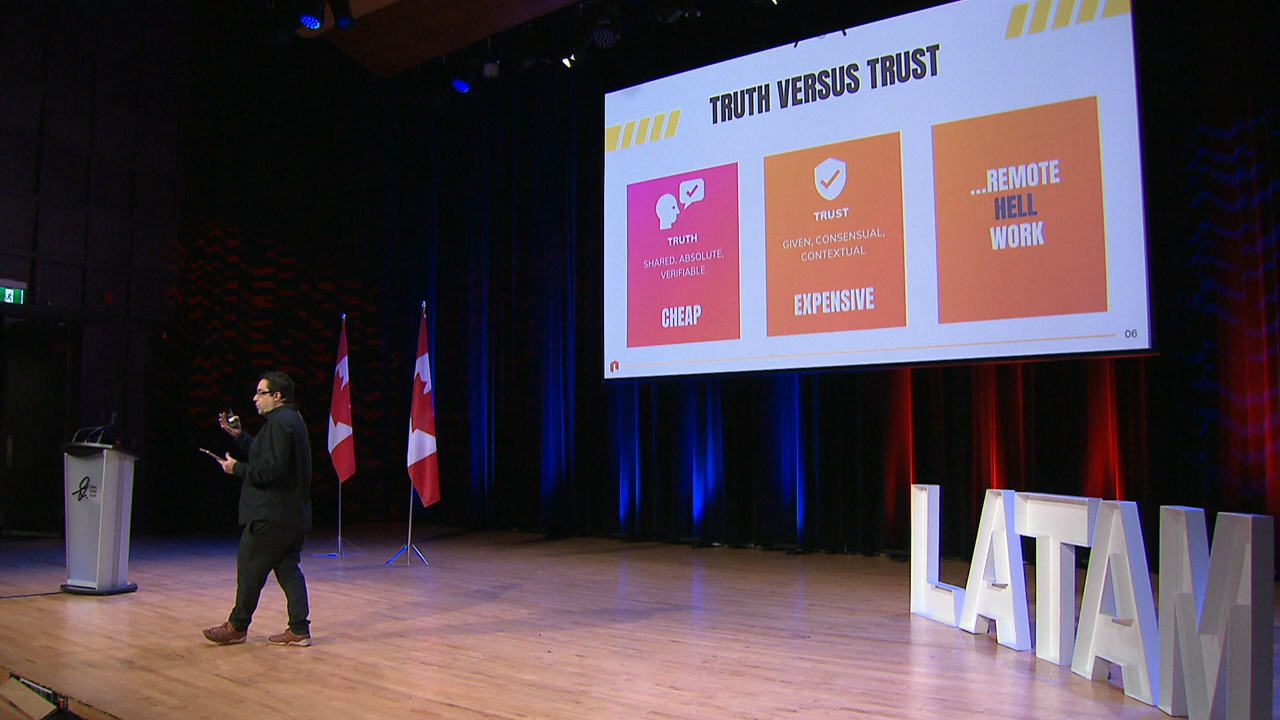 TRUTH VERSUS TRUST
TRUTH
SHARED, ABSOLUTE,
VERIFIABLE
CHEAP
TRUST
GIVEN, CONSENSUAL,
CONTEXTUAL
EXPENSIVE
...REMOTE
HELL
WORK
06
LATAM